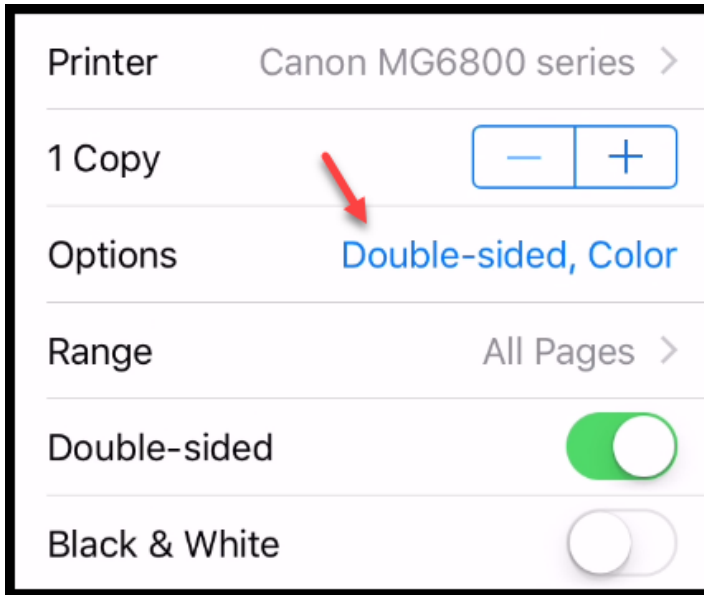 Printer Canon MG6800 series >
1 Copy − +
Options Double-sided, Color
Range All Pages >
Double-sided
Black & White